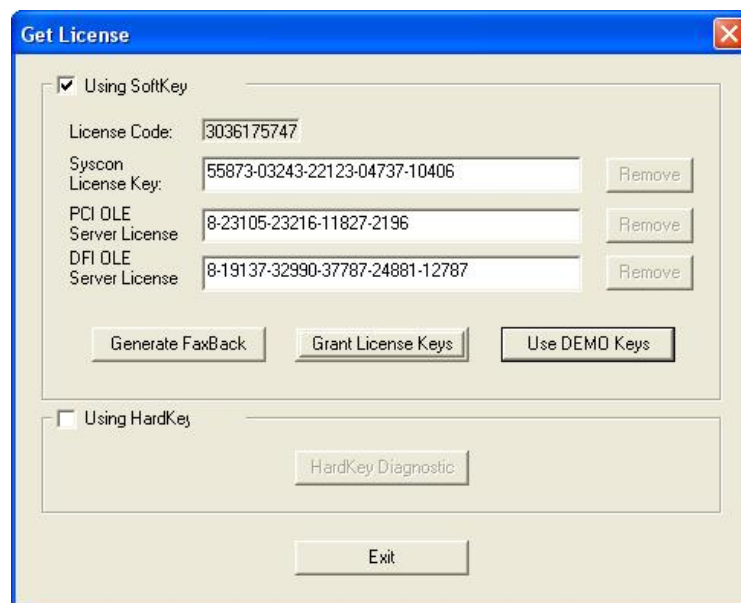 Get License
Using SoftKey
License Code: 3036175747
Syscon
License Key: 55873-03243-22123-04737-10406 Remove
PCI OLE
Server License 8-23105-23216-11827-2196 Remove
DFI OLE
Server License 8-19137-32990-37787-24881-12787 Remove
Generate FaxBack Grant License Keys Use DEMO Keys
Using HardKey
HardKey Diagnostic
Exit